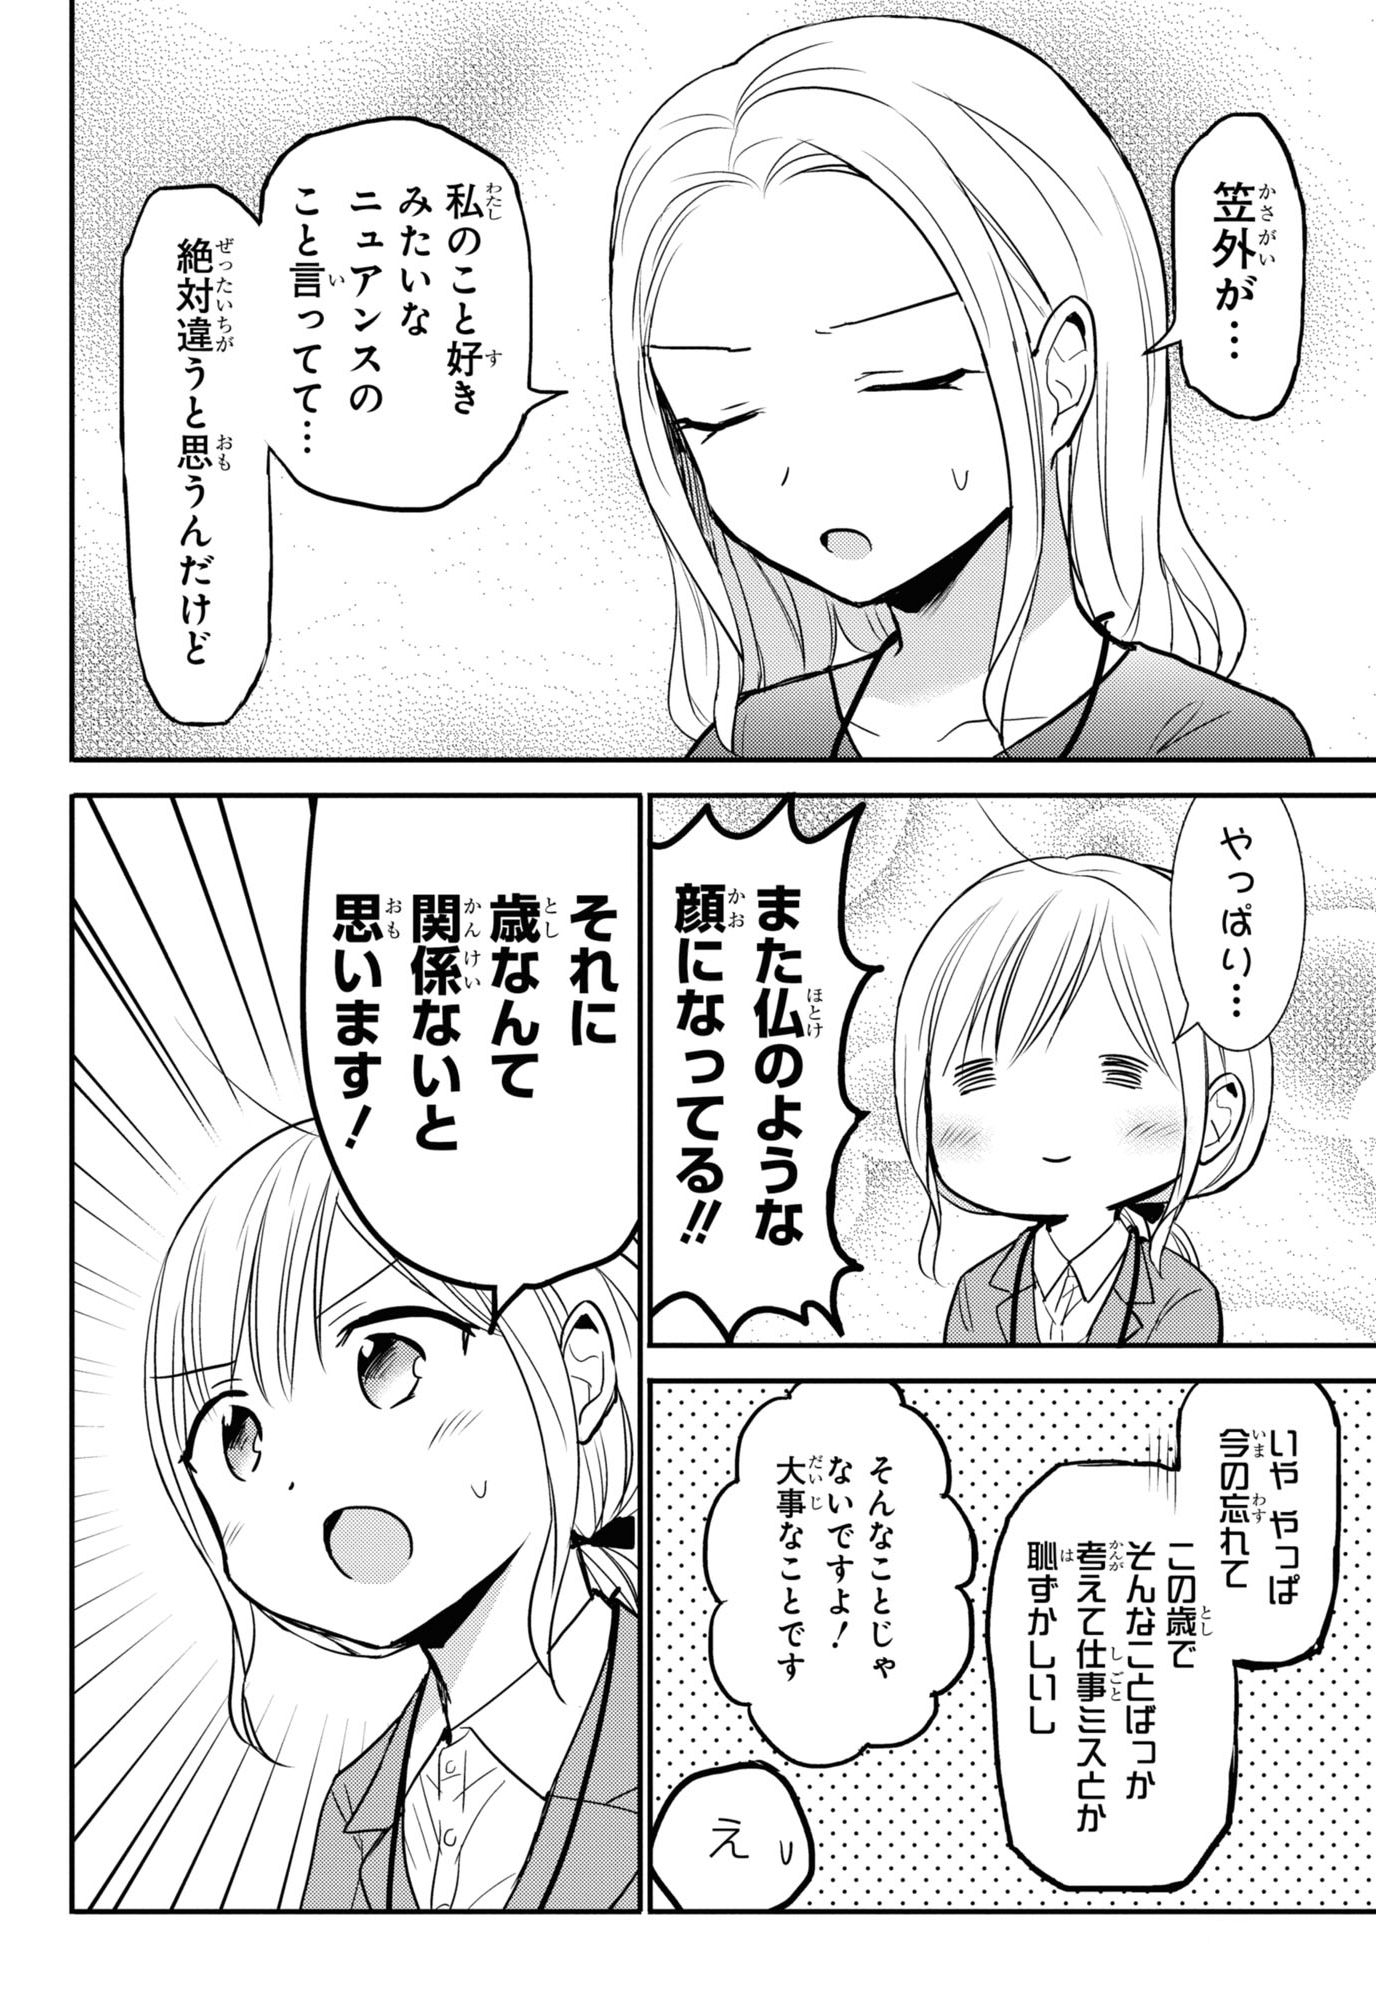 笠外が…
私のこと好き
みたいな
ニュアンスの
こと言ってて…
絶対違うと思うんだけど
やっぱり…
また仏のような
顔になってる!!
いや やっぱ
今の忘れて
この歳で
そんなことばっか
考えて仕事ミスとか
恥ずかしいし
そんなことじゃ
ないですよ!
大事なことです
え
それに
歳なんて
関係ないと
思います!